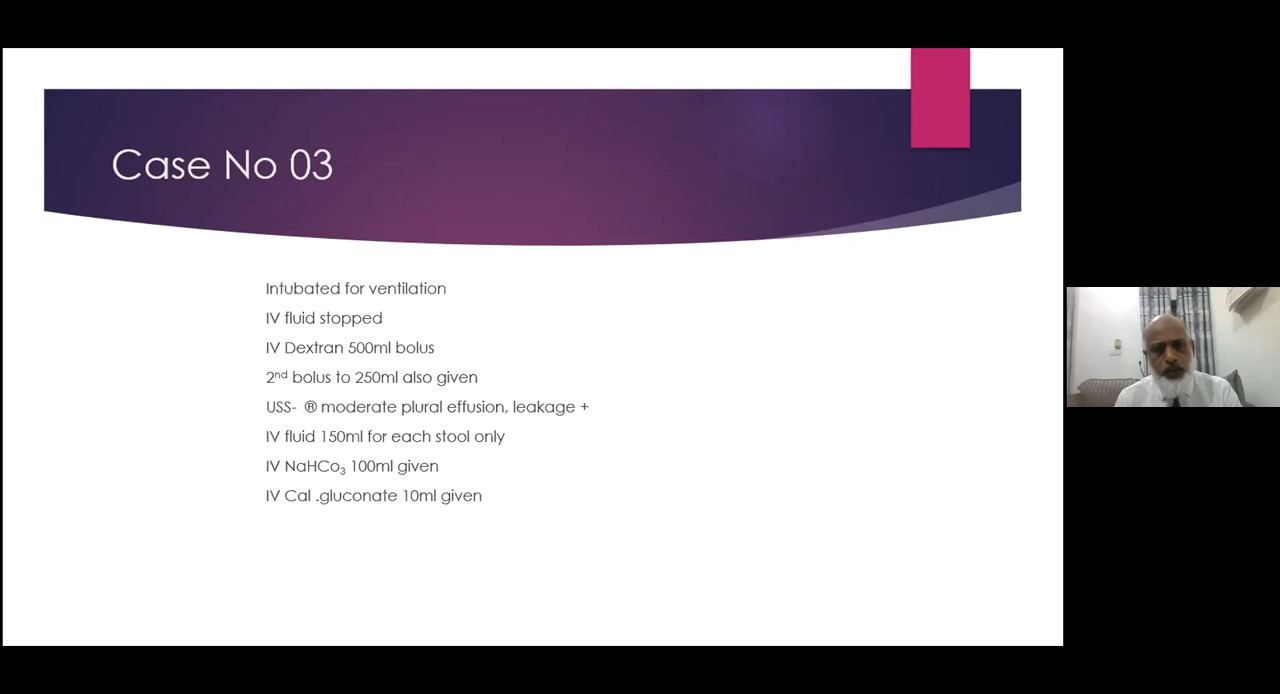 Case No 03
Intubated for ventilation
IV fluid stopped
IV Dextran 500ml bolus
2nd bolus to 250ml also given
USS- ® moderate plural effusion, leakage +
IV fluid 150ml for each stool only
IV NaHCo3 100ml given
IV Cal .gluconate 10ml given